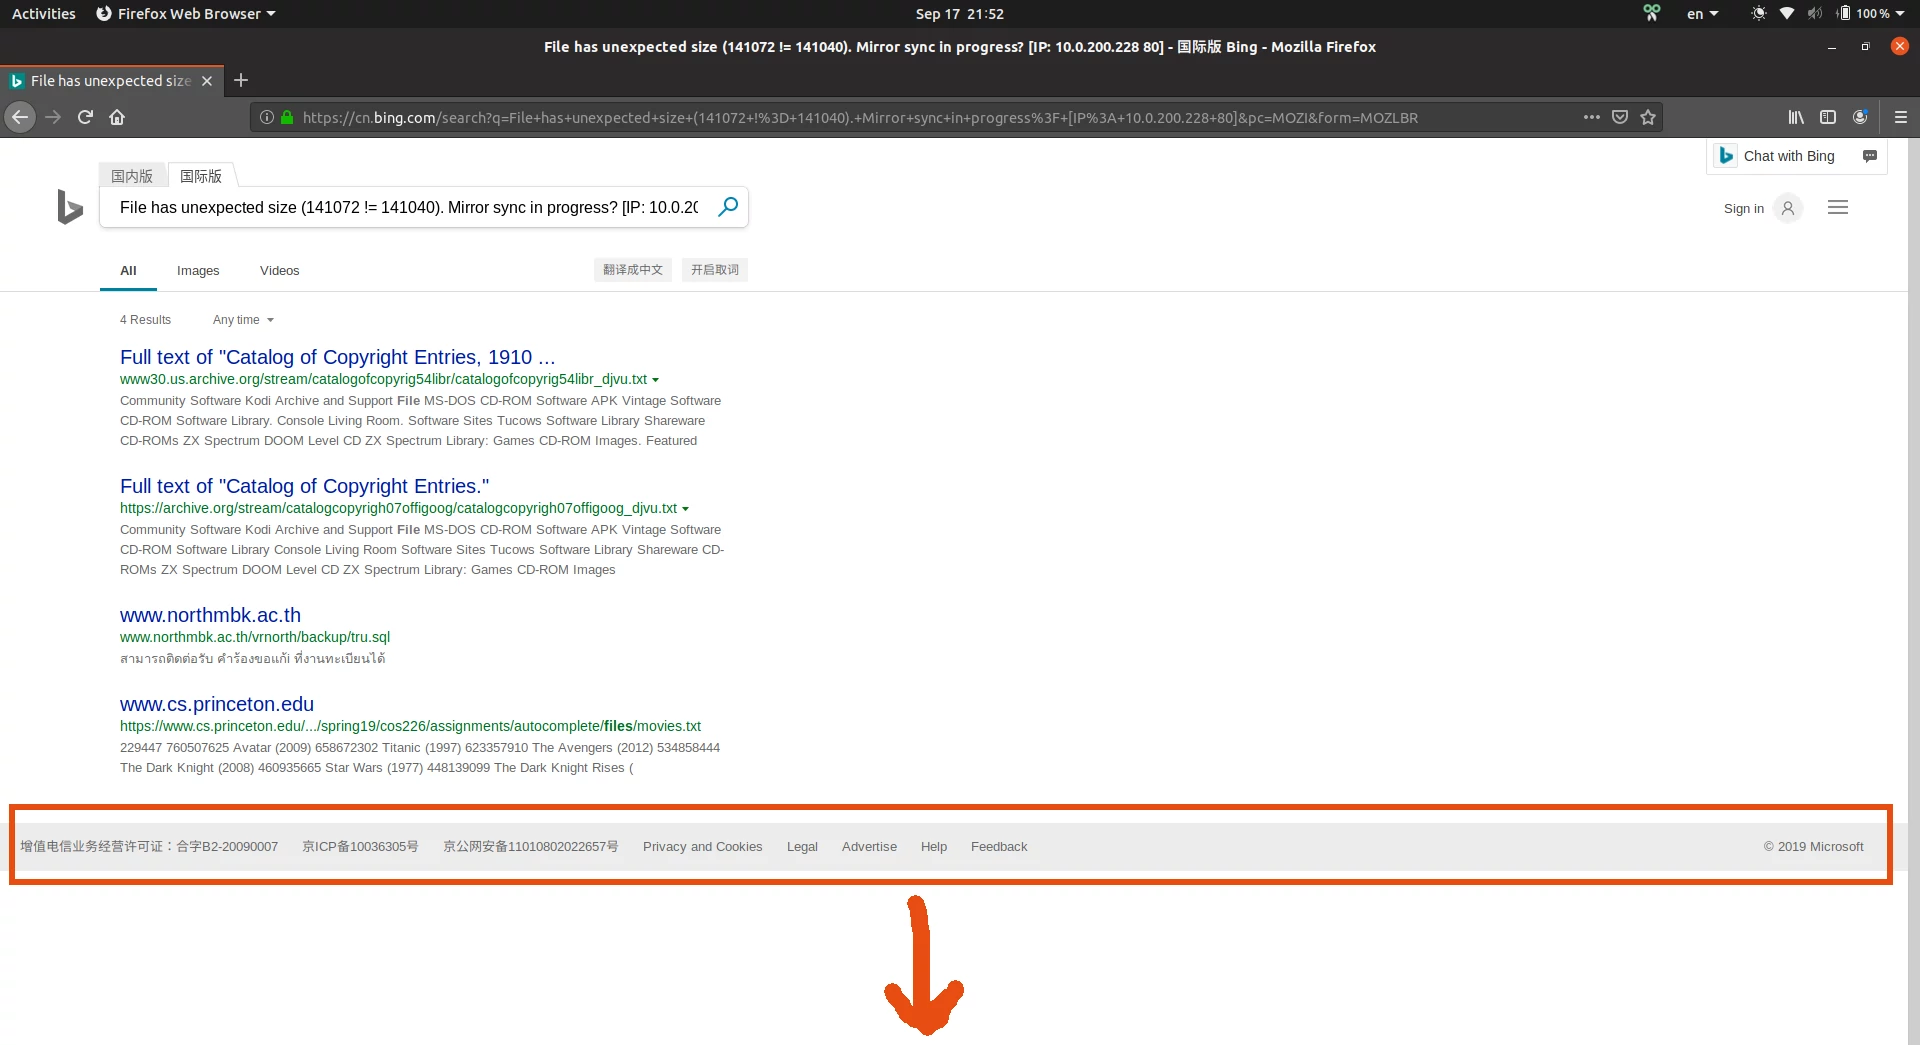 Activities Firefox Web Browser Sep 17 21:52 en 100 %
File has unexpected size (141072 != 141040). Mirror sync in progress? [IP: 10.0.200.228 80] - 国际版 Bing - Mozilla Firefox
File has unexpected size
https://cn.bing.com/search?q=File+has+unexpected+size+(141072+!%3D+141040).+Mirror+sync+in+progress%3F+[IP%3A+10.0.200.228+80]&pc=MOZI&form=MOZLBR
Chat with Bing
国内版 国际版
File has unexpected size (141072 != 141040). Mirror sync in progress? [IP: 10.0.20
Sign in
All Images Videos 翻译成中文 开启取词
4 Results Any time
Full text of "Catalog of Copyright Entries, 1910 ...
www30.us.archive.org/stream/catalogofcopyrig54libr/catalogofcopyrig54libr_djvu.txt
Community Software Kodi Archive and Support File MS-DOS CD-ROM Software APK Vintage Software
CD-ROM Software Library. Console Living Room. Software Sites Tucows Software Library Shareware
CD-ROMs ZX Spectrum DOOM Level CD ZX Spectrum Library: Games CD-ROM Images. Featured
Full text of "Catalog of Copyright Entries."
https://archive.org/stream/catalogcopyrigh07offigoog/catalogcopyrigh07offigoog_djvu.txt
Community Software Kodi Archive and Support File MS-DOS CD-ROM Software APK Vintage Software
CD-ROM Software Library Console Living Room Software Sites Tucows Software Library Shareware CD-
ROMs ZX Spectrum DOOM Level CD ZX Spectrum Library: Games CD-ROM Images
www.northmbk.ac.th
www.northmbk.ac.th/vrnorth/backup/tru.sql
สามารถติดต่อรับ คำร้องขอแก้i ที่งานทะเบียนได้
www.cs.princeton.edu
https://www.cs.princeton.edu/.../spring19/cos226/assignments/autocomplete/files/movies.txt
229447 760507625 Avatar (2009) 658672302 Titanic (1997) 623357910 The Avengers (2012) 534858444
The Dark Knight (2008) 460935665 Star Wars (1977) 448139099 The Dark Knight Rises (
增值电信业务经营许可证：合字B2-20090007 京ICP备10036305号 京公网安备11010802022657号 Privacy and Cookies Legal Advertise Help Feedback © 2019 Microsoft